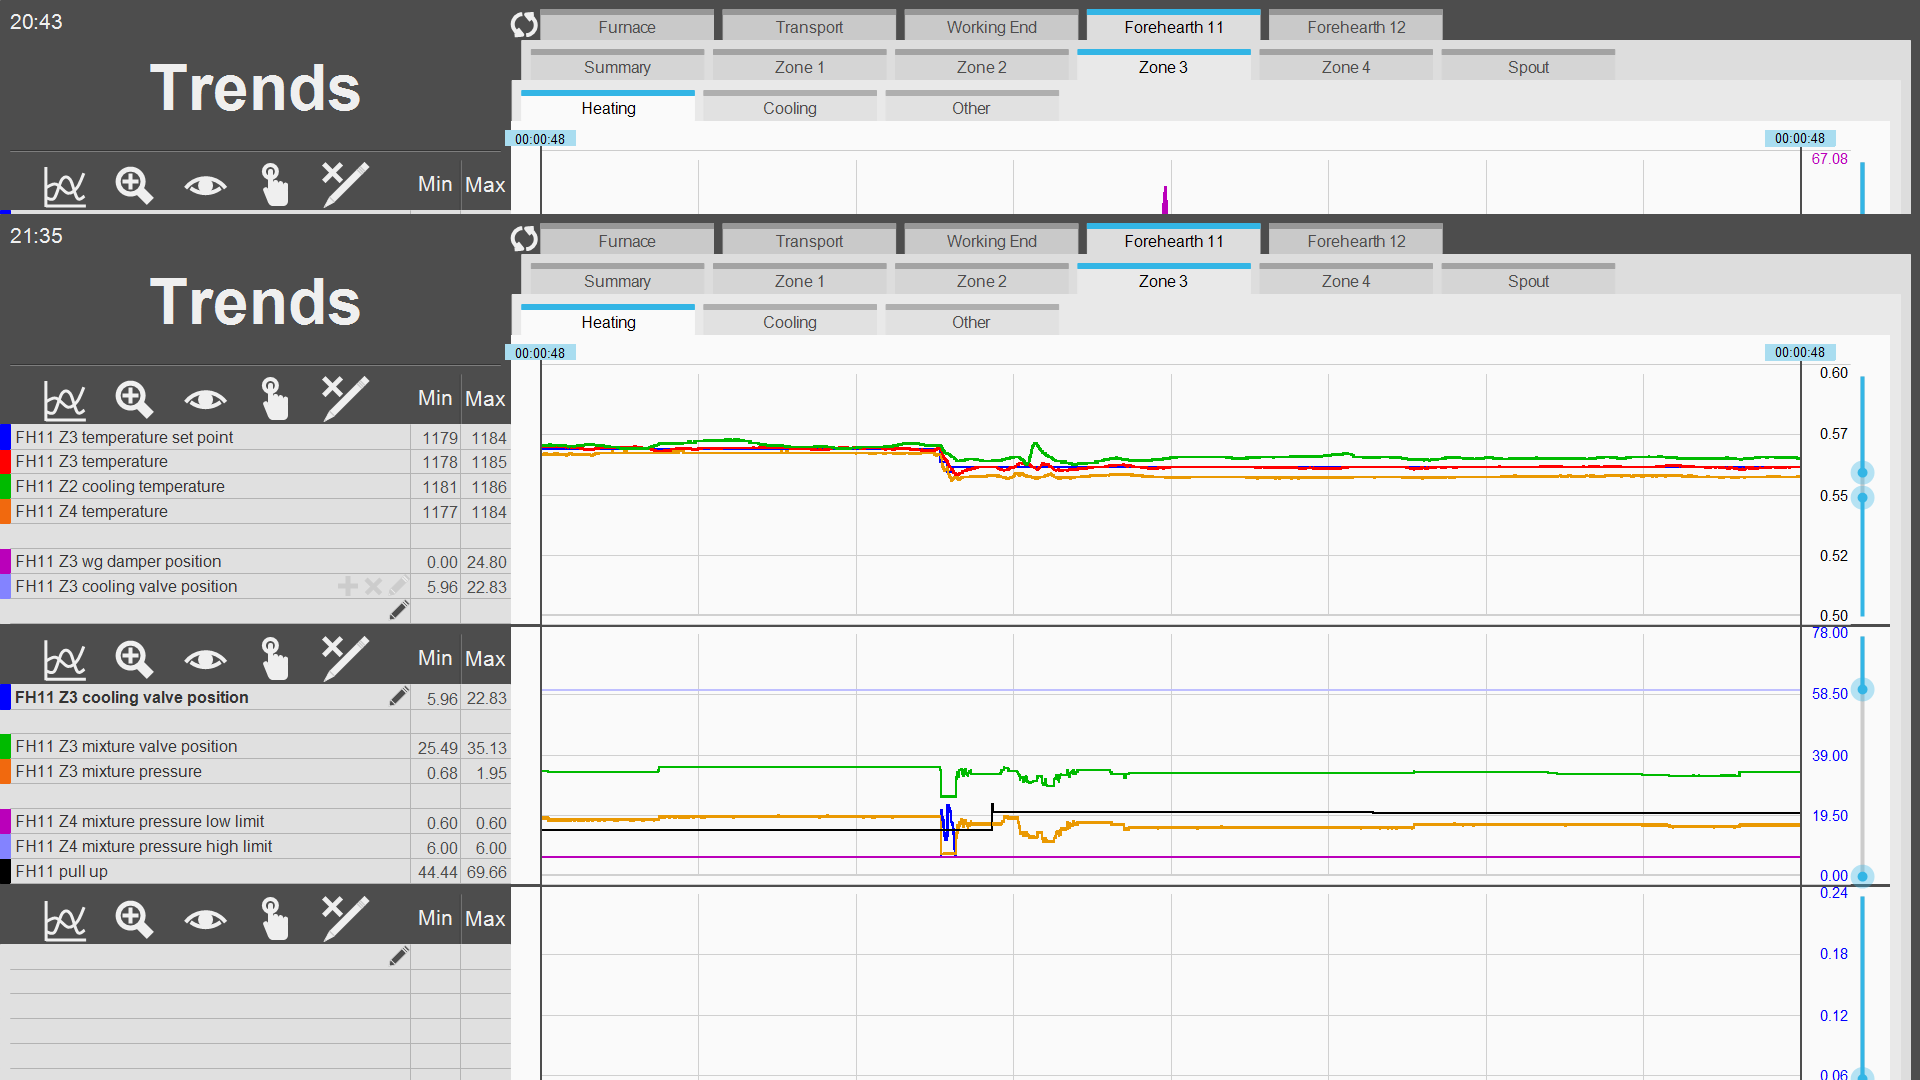 20:43
Trends
Furnace Transport Working End Forehearth 11 Forehearth 12
Summary Zone 1 Zone 2 Zone 3 Zone 4 Spout
Heating Cooling Other
00:00:48 00:00:48
67.08
Min Max
21:35
Trends
Furnace Transport Working End Forehearth 11 Forehearth 12
Summary Zone 1 Zone 2 Zone 3 Zone 4 Spout
Heating Cooling Other
00:00:48 00:00:48
Min Max
FH11 Z3 temperature set point 1179 1184
FH11 Z3 temperature 1178 1185
FH11 Z2 cooling temperature 1181 1186
FH11 Z4 temperature 1177 1184
FH11 Z3 wg damper position 0.00 24.80
FH11 Z3 cooling valve position 5.96 22.83
0.60
0.57
0.55
0.52
0.50
Min Max
FH11 Z3 cooling valve position 5.96 22.83
FH11 Z3 mixture valve position 25.49 35.13
FH11 Z3 mixture pressure 0.68 1.95
FH11 Z4 mixture pressure low limit 0.60 0.60
FH11 Z4 mixture pressure high limit 6.00 6.00
FH11 pull up 44.44 69.66
78.00
58.50
39.00
19.50
0.00
Min Max
0.24
0.18
0.12
0.06